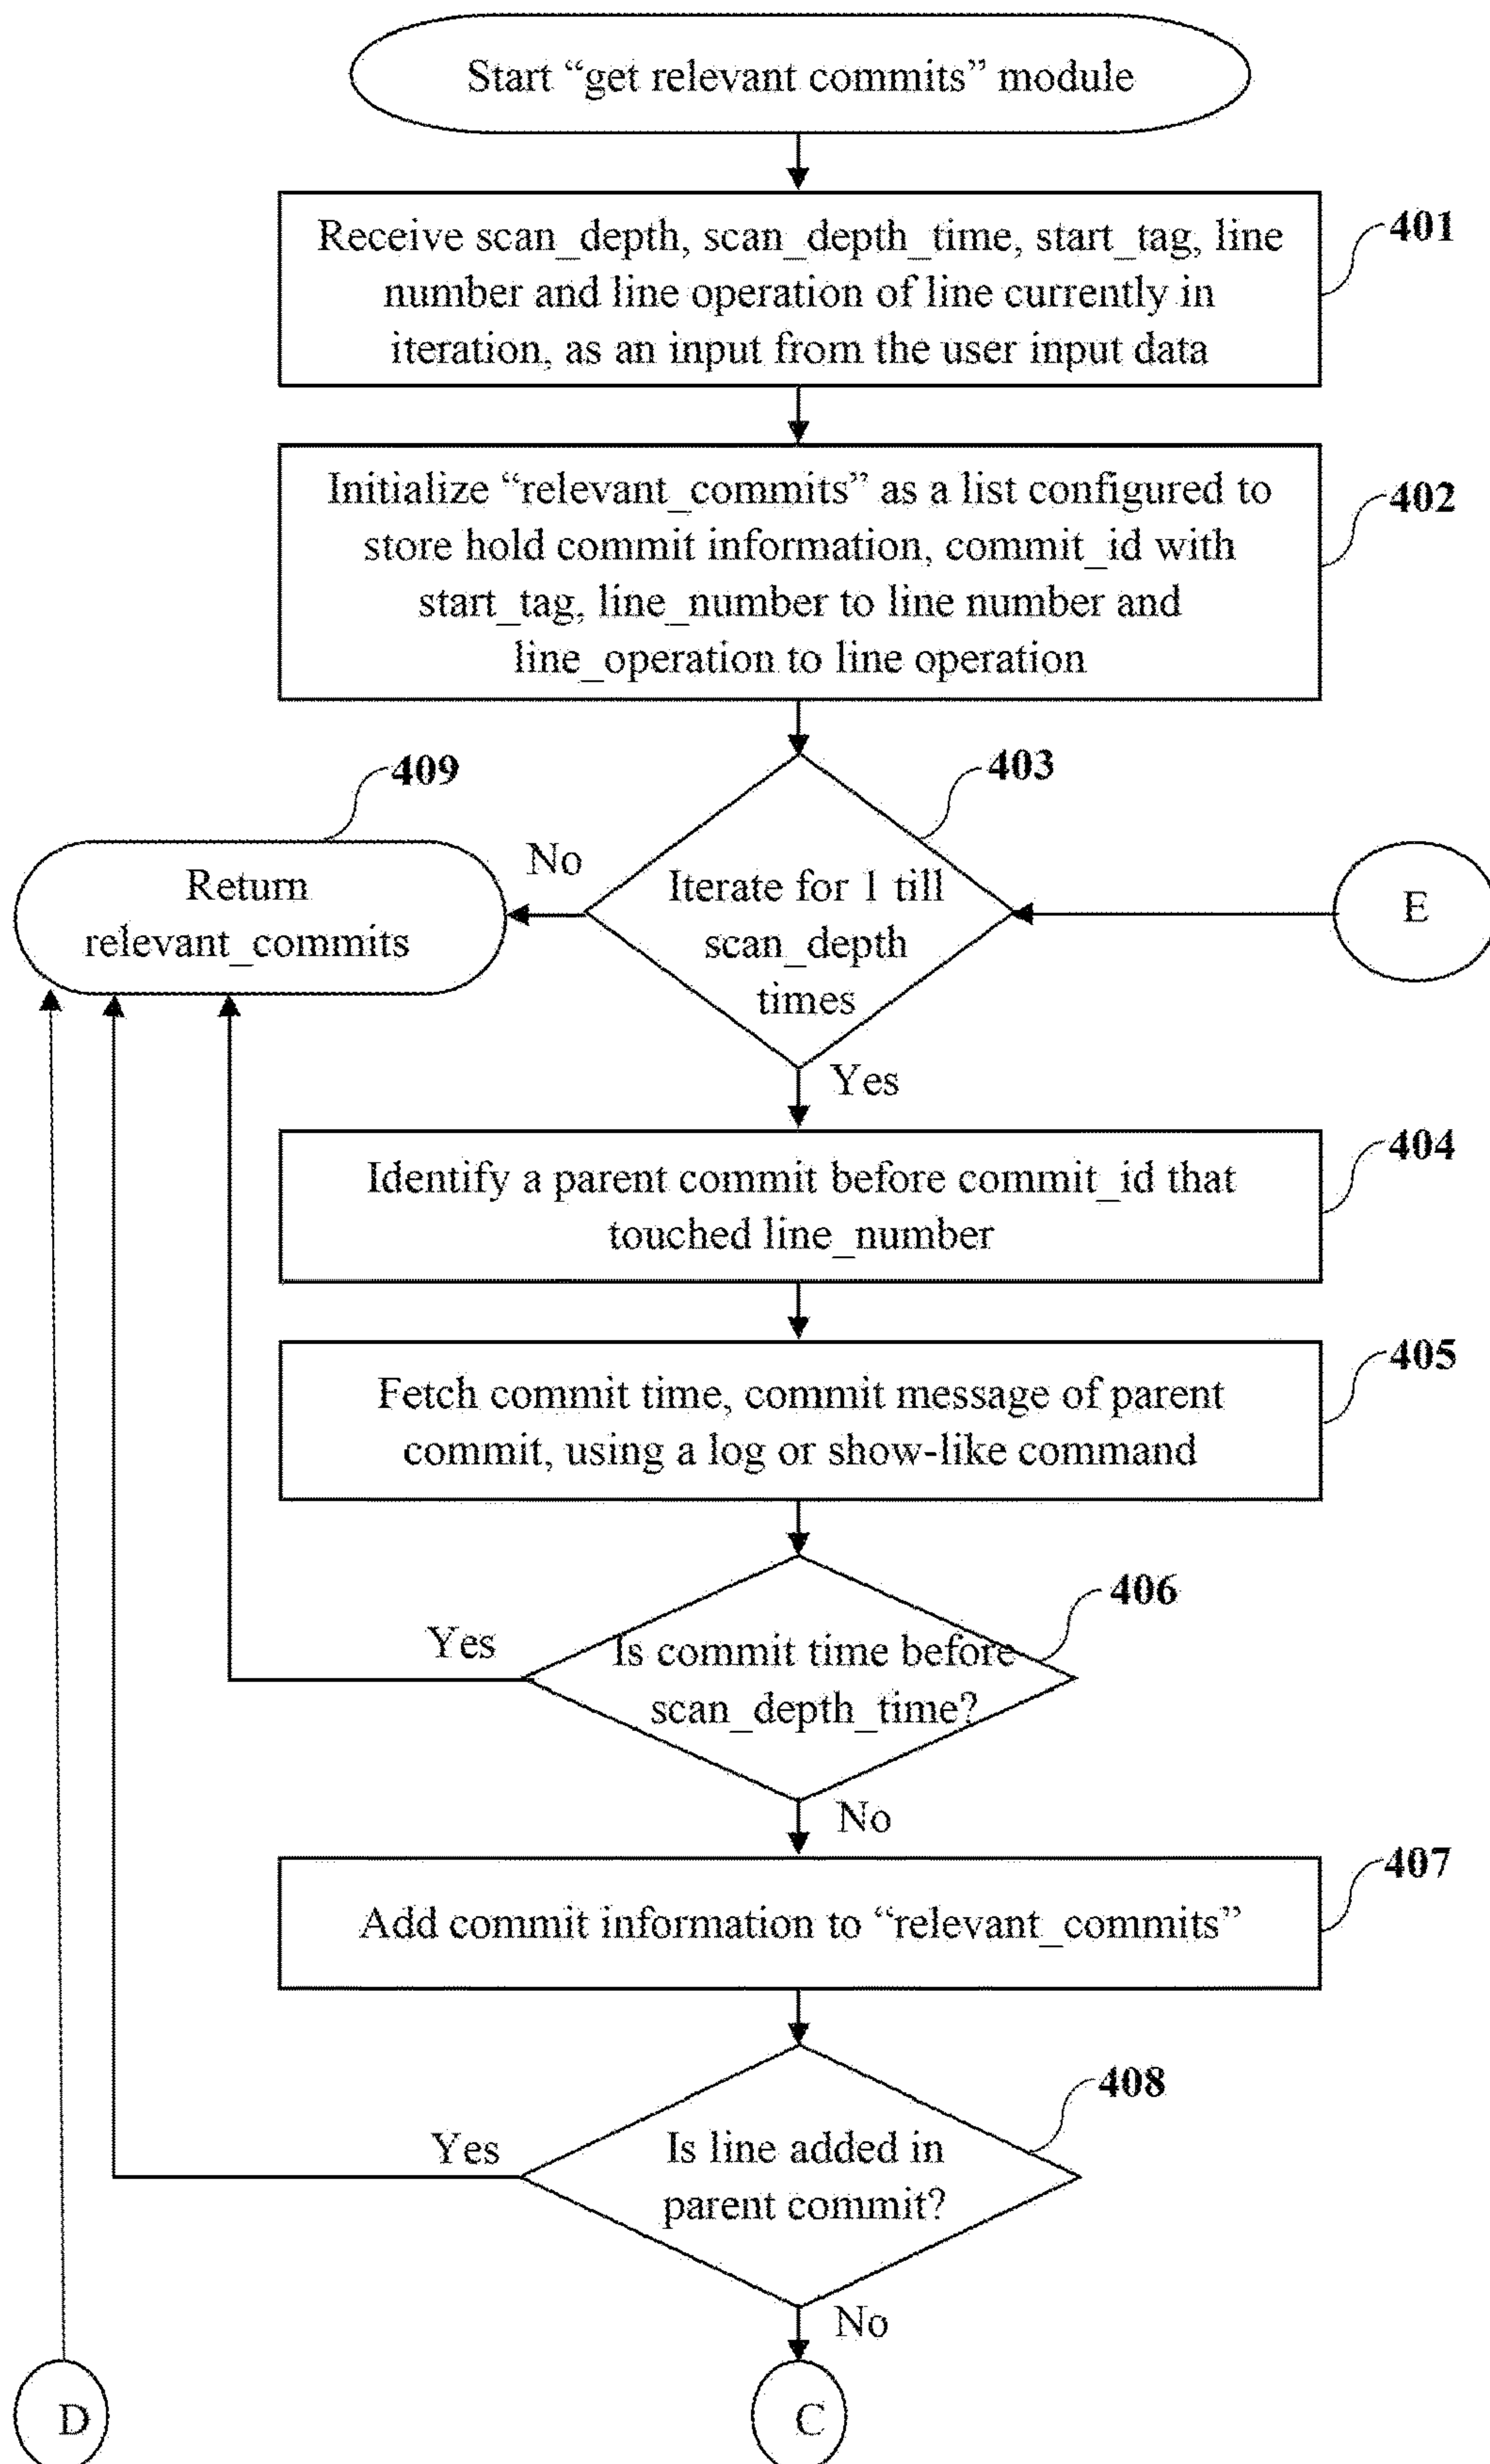 Start “get relevant commits” module
Receive scan_depth, scan_depth_time, start_tag, line
number and line operation of line currently in
iteration, as an input from the user input data
401
Initialize “relevant_commits” as a list configured to
store hold commit information, commit_id with
start_tag, line_number to line number and
line_operation to line operation
402
409
403
Return
relevant_commits
No
Iterate for 1 till
scan_depth
times
E
Yes
404
Identify a parent commit before commit_id that
touched line_number
405
Fetch commit time, commit message of parent
commit, using a log or show-like command
406
Yes
Is commit time before
scan_depth_time?
No
407
Add commit information to “relevant_commits”
408
Yes
Is line added in
parent commit?
No
D
C